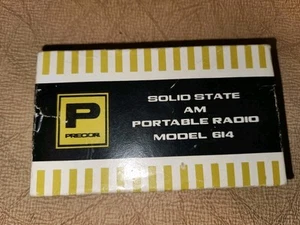 P
PRECOR
SOLID STATE
AM
PORTABLE RADIO
MODEL 614